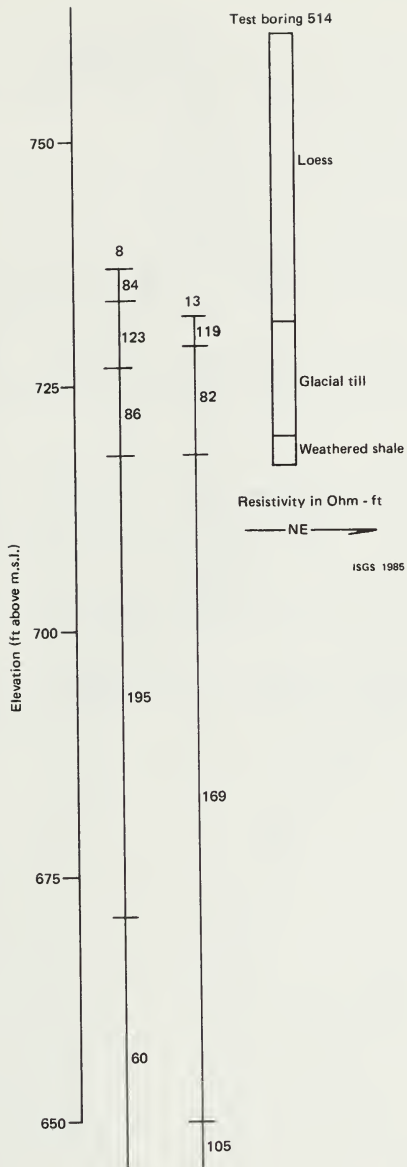 Test boring 514
750
Loess
8
84
13
123
119
725
86
82
Glacial till
Weathered shale
Resistivity in Ohm - ft
NE
ISGS 1985
Elevation (ft above m.s.l.)
700
195
169
675
60
650
105